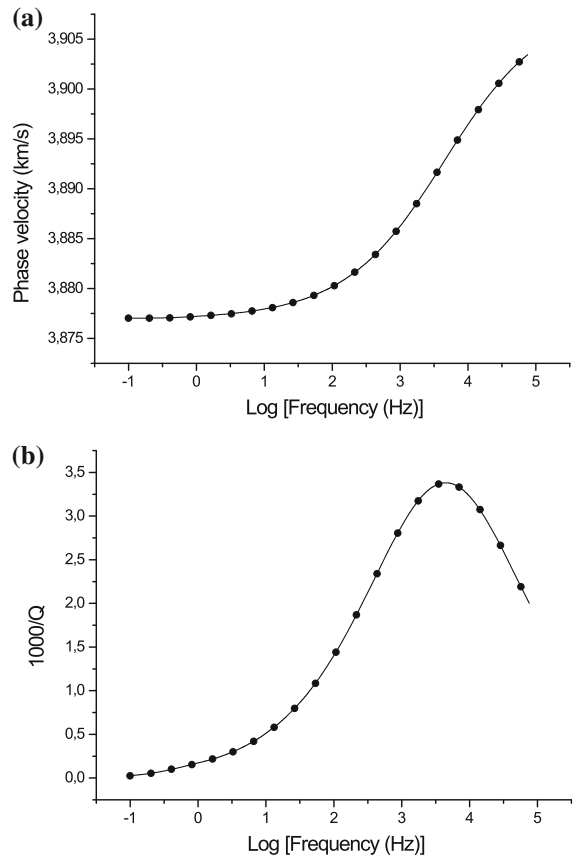 (a)
3,905
3,900
3,895
3,890
3,885
3,880
3,875
Phase velocity (km/s)
-1 0 1 2 3 4 5
Log [Frequency (Hz)]
(b)
3,5
3,0
2,5
2,0
1,5
1,0
0,5
0,0
1000/Q
-1 0 1 2 3 4 5
Log [Frequency (Hz)]